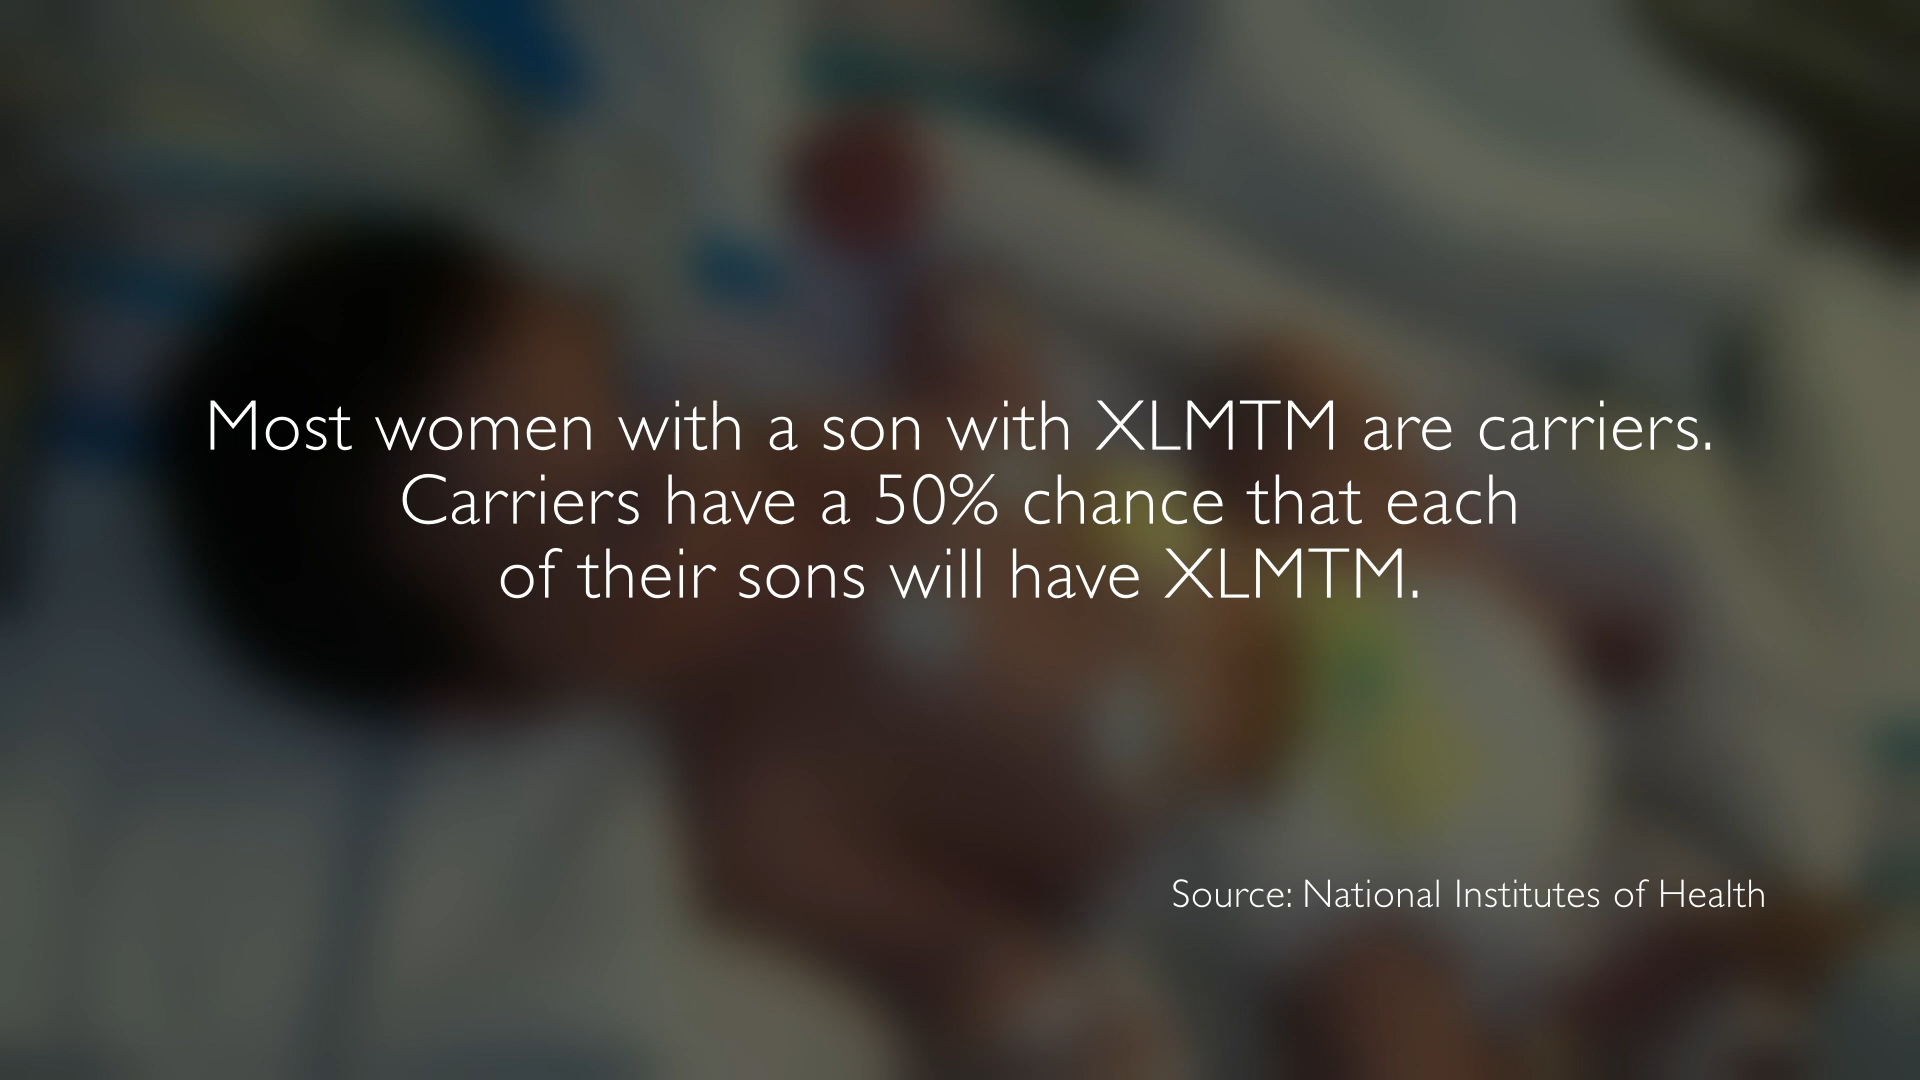 Most women with a son with XLMTM are carriers.
Carriers have a 50% chance that each
of their sons will have XLMTM.
Source: National Institutes of Health